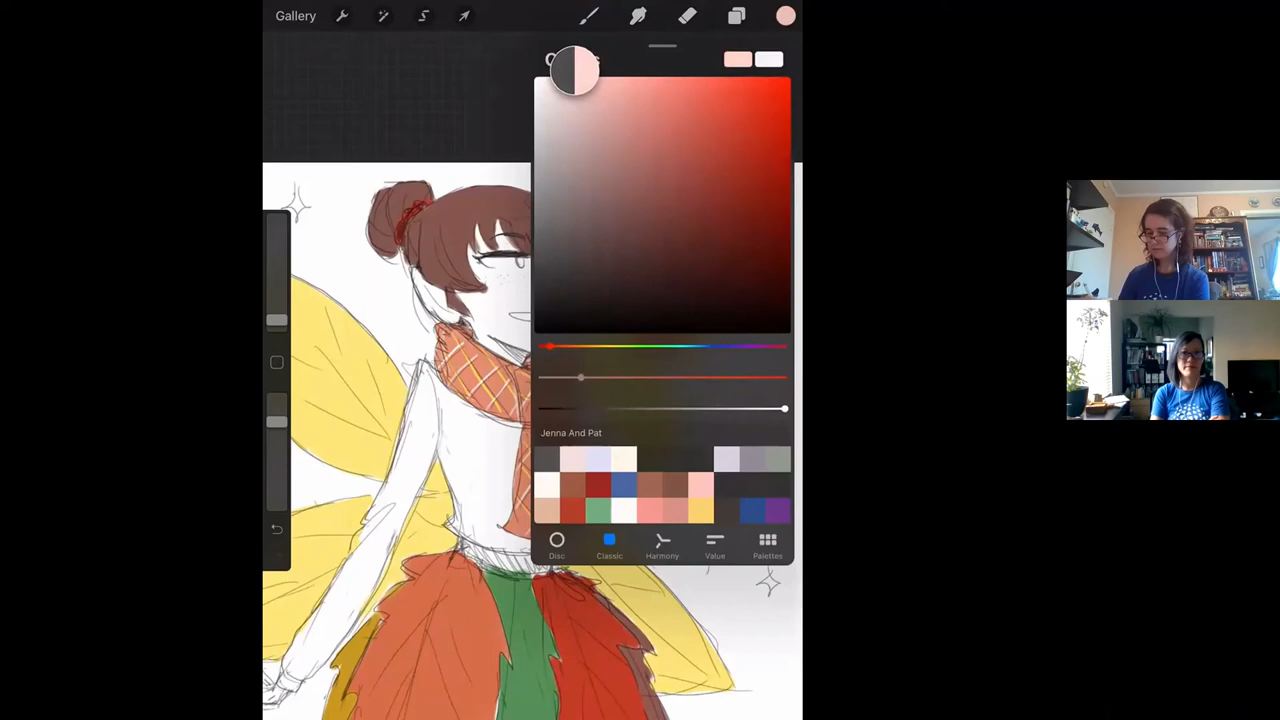 Gallery
Jenna And Pat
Disc
Classic
Harmony
Value
Palettes